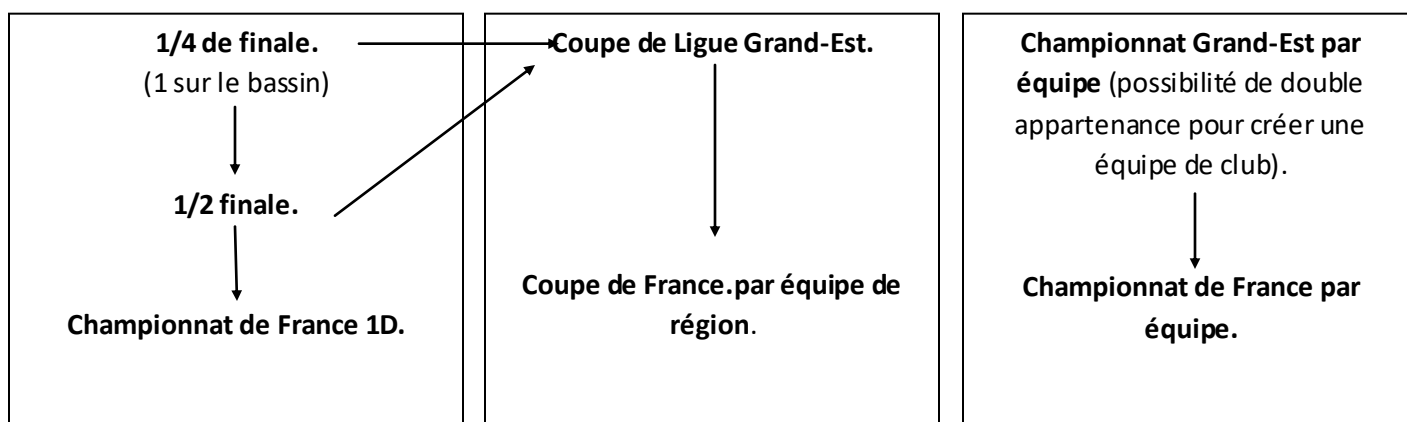 1/4 de finale.
(1 sur le bassin)
1/2 finale.
Championnat de France 1D.
Coupe de Ligue Grand-Est.
Coupe de France.par équipe de
région.
Championnat Grand-Est par
équipe (possibilité de double
appartenance pour créer une
équipe de club).
Championnat de France par
équipe.